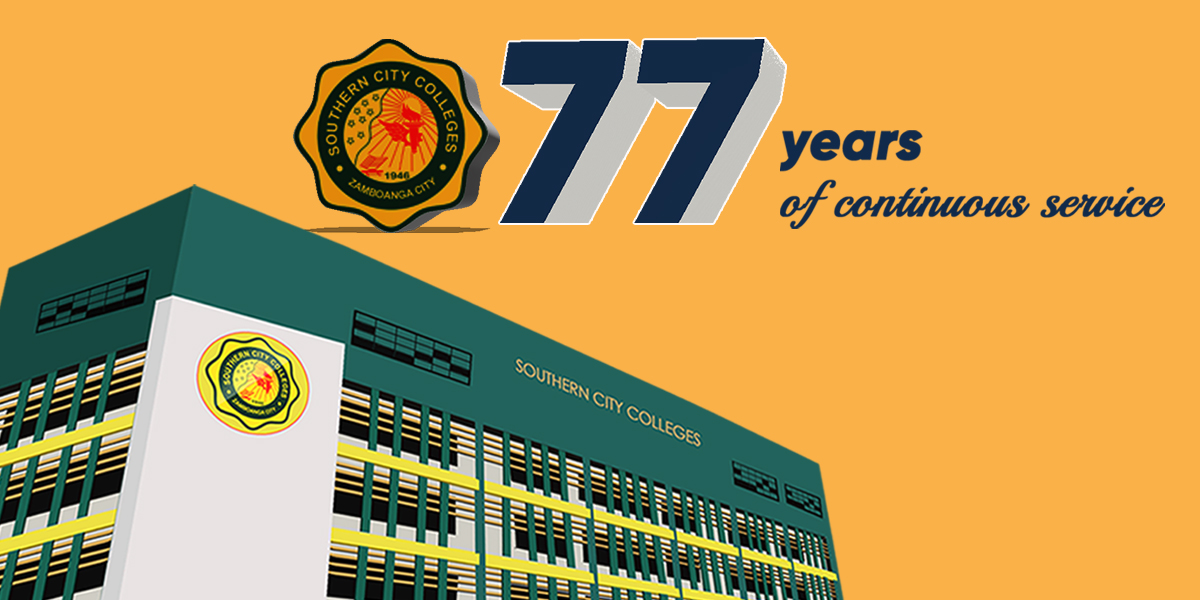 SOUTHERN CITY COLLEGES
1946
ZAMBOANGA CITY
77
years
of continuous service
SOUTHERN CITY COLLEGES
ZAMBOANGA CITY
SOUTHERN CITY COLLEGES